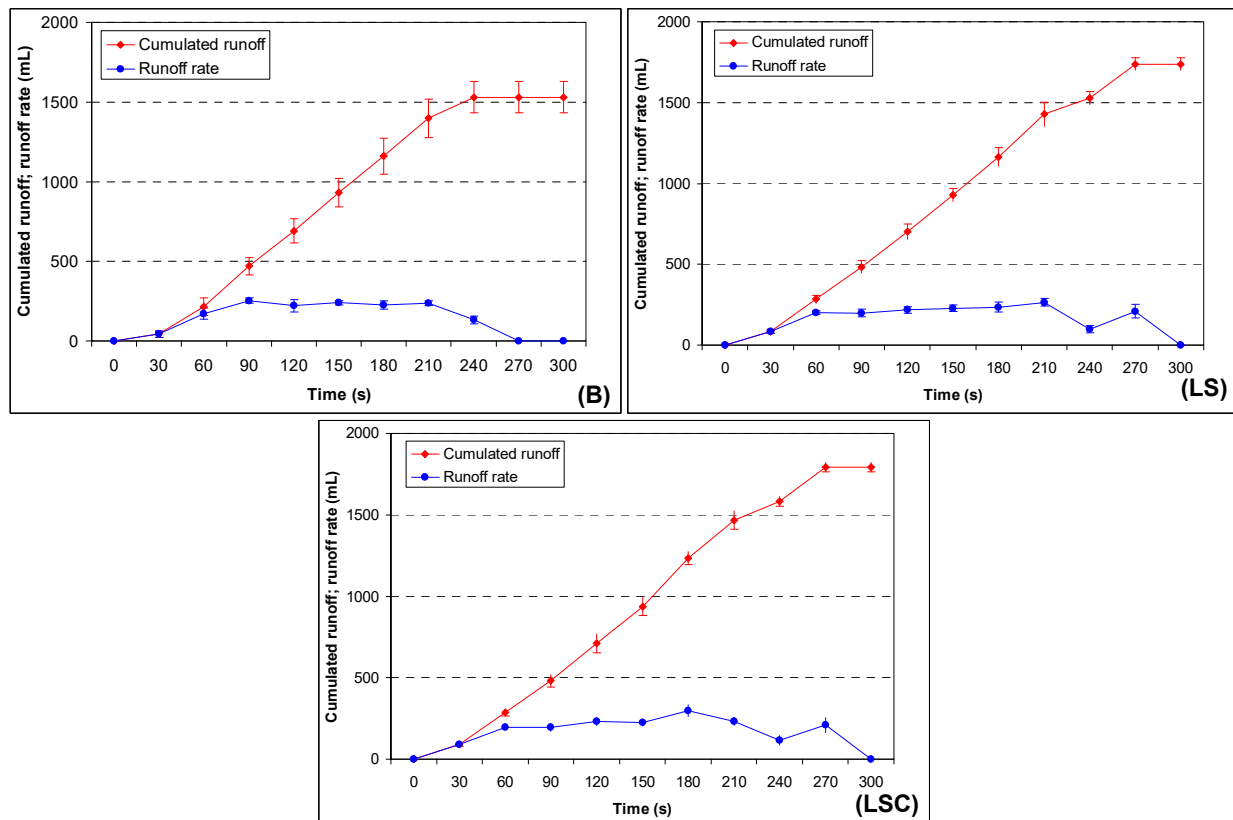 Cumulated runoff; runoff rate (mL)
2000
1500
1000
500
0
Cumulated runoff
Runoff rate
0 30 60 90 120 150 180 210 240 270 300
Time (s)
(B)
Cumulated runoff; runoff rate (mL)
2000
1500
1000
500
0
Cumulated runoff
Runoff rate
0 30 60 90 120 150 180 210 240 270 300
Time (s)
(LS)
Cumulated runoff; runoff rate (mL)
2000
1500
1000
500
0
Cumulated runoff
Runoff rate
0 30 60 90 120 150 180 210 240 270 300
Time (s)
(LSC)